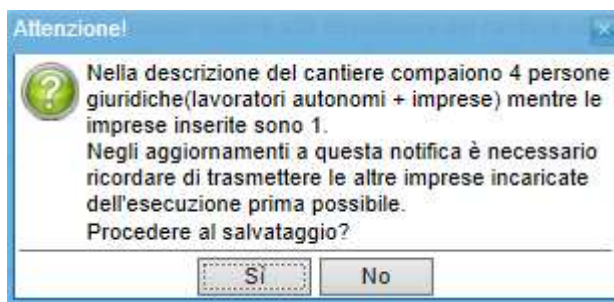 Attenzione!
Nella descrizione del cantiere compaiono 4 persone
giuridiche(lavoratori autonomi + imprese) mentre le
imprese inserite sono 1.
Negli aggiornamenti a questa notifica è necessario
ricordare di trasmettere le altre imprese incaricate
dell'esecuzione prima possibile.
Procedere al salvataggio?
Sì No